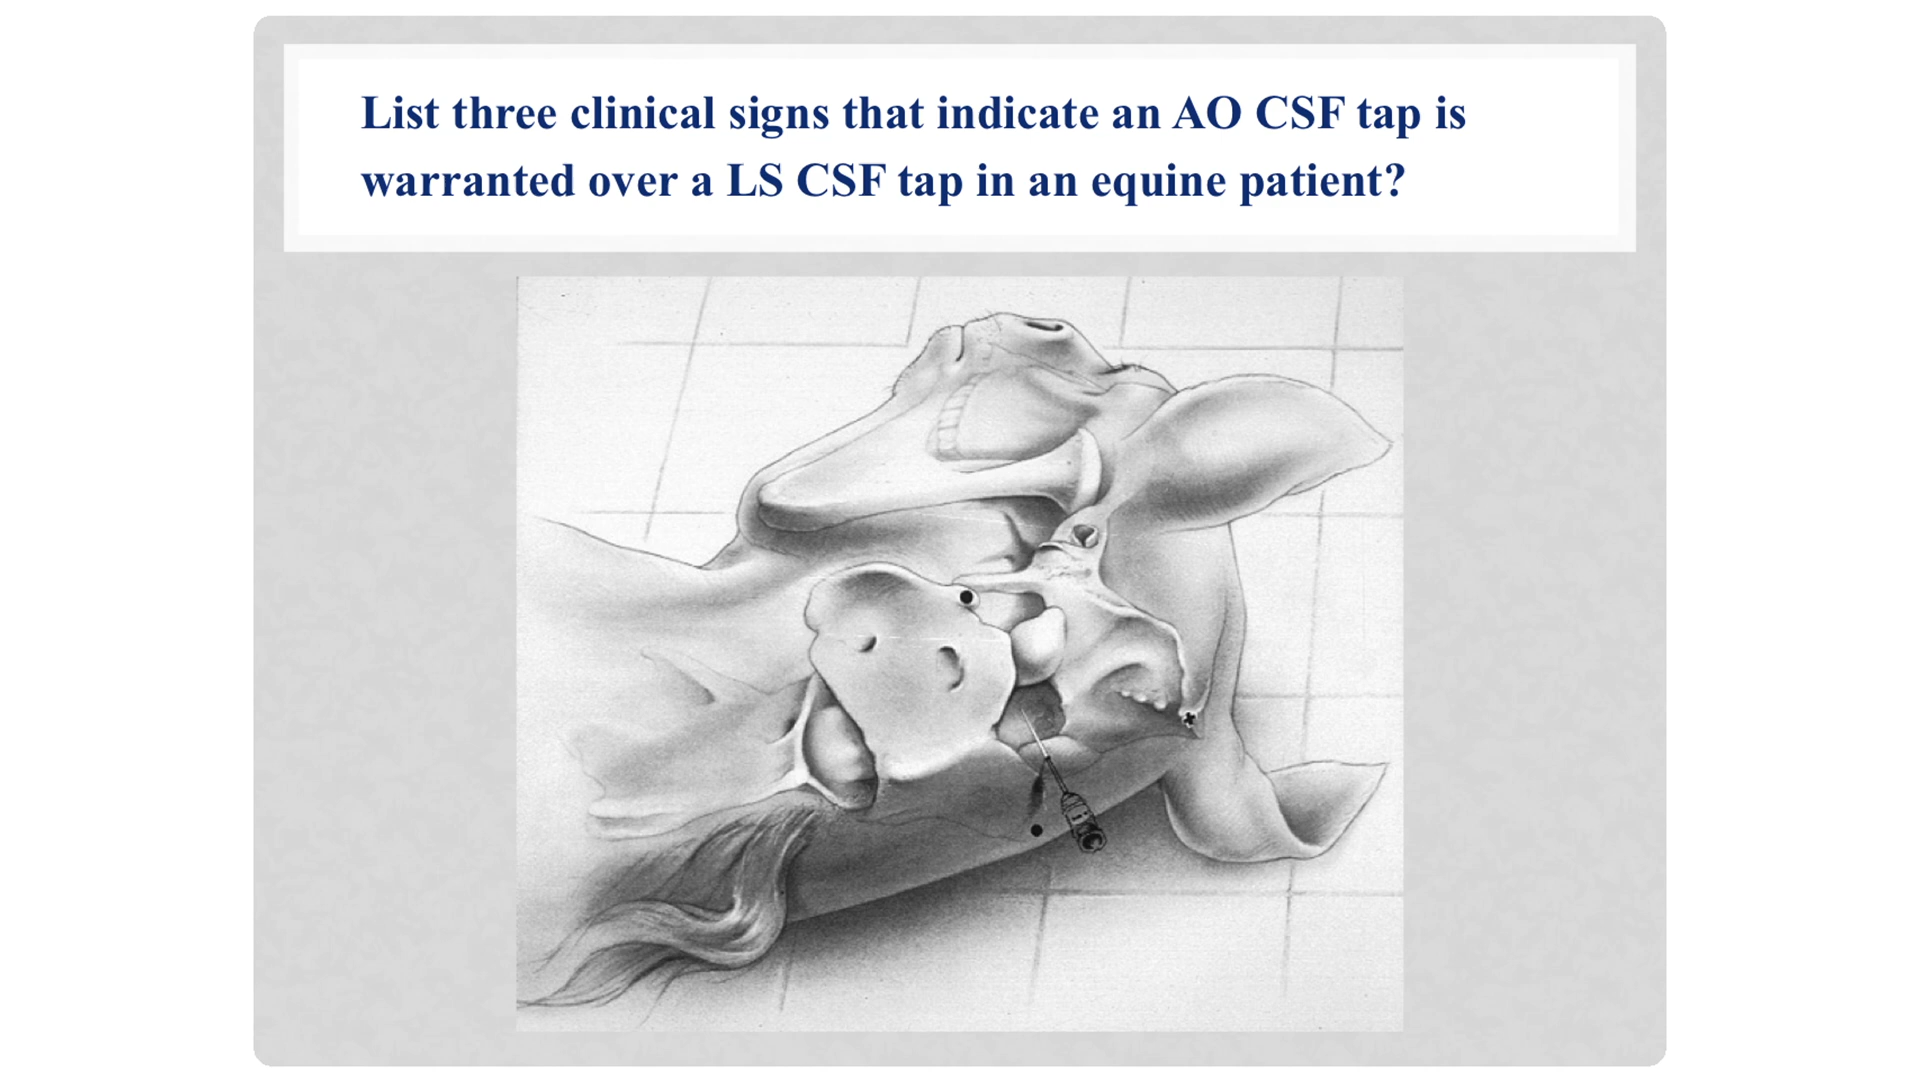 List three clinical signs that indicate an AO CSF tap is
warranted over a LS CSF tap in an equine patient?